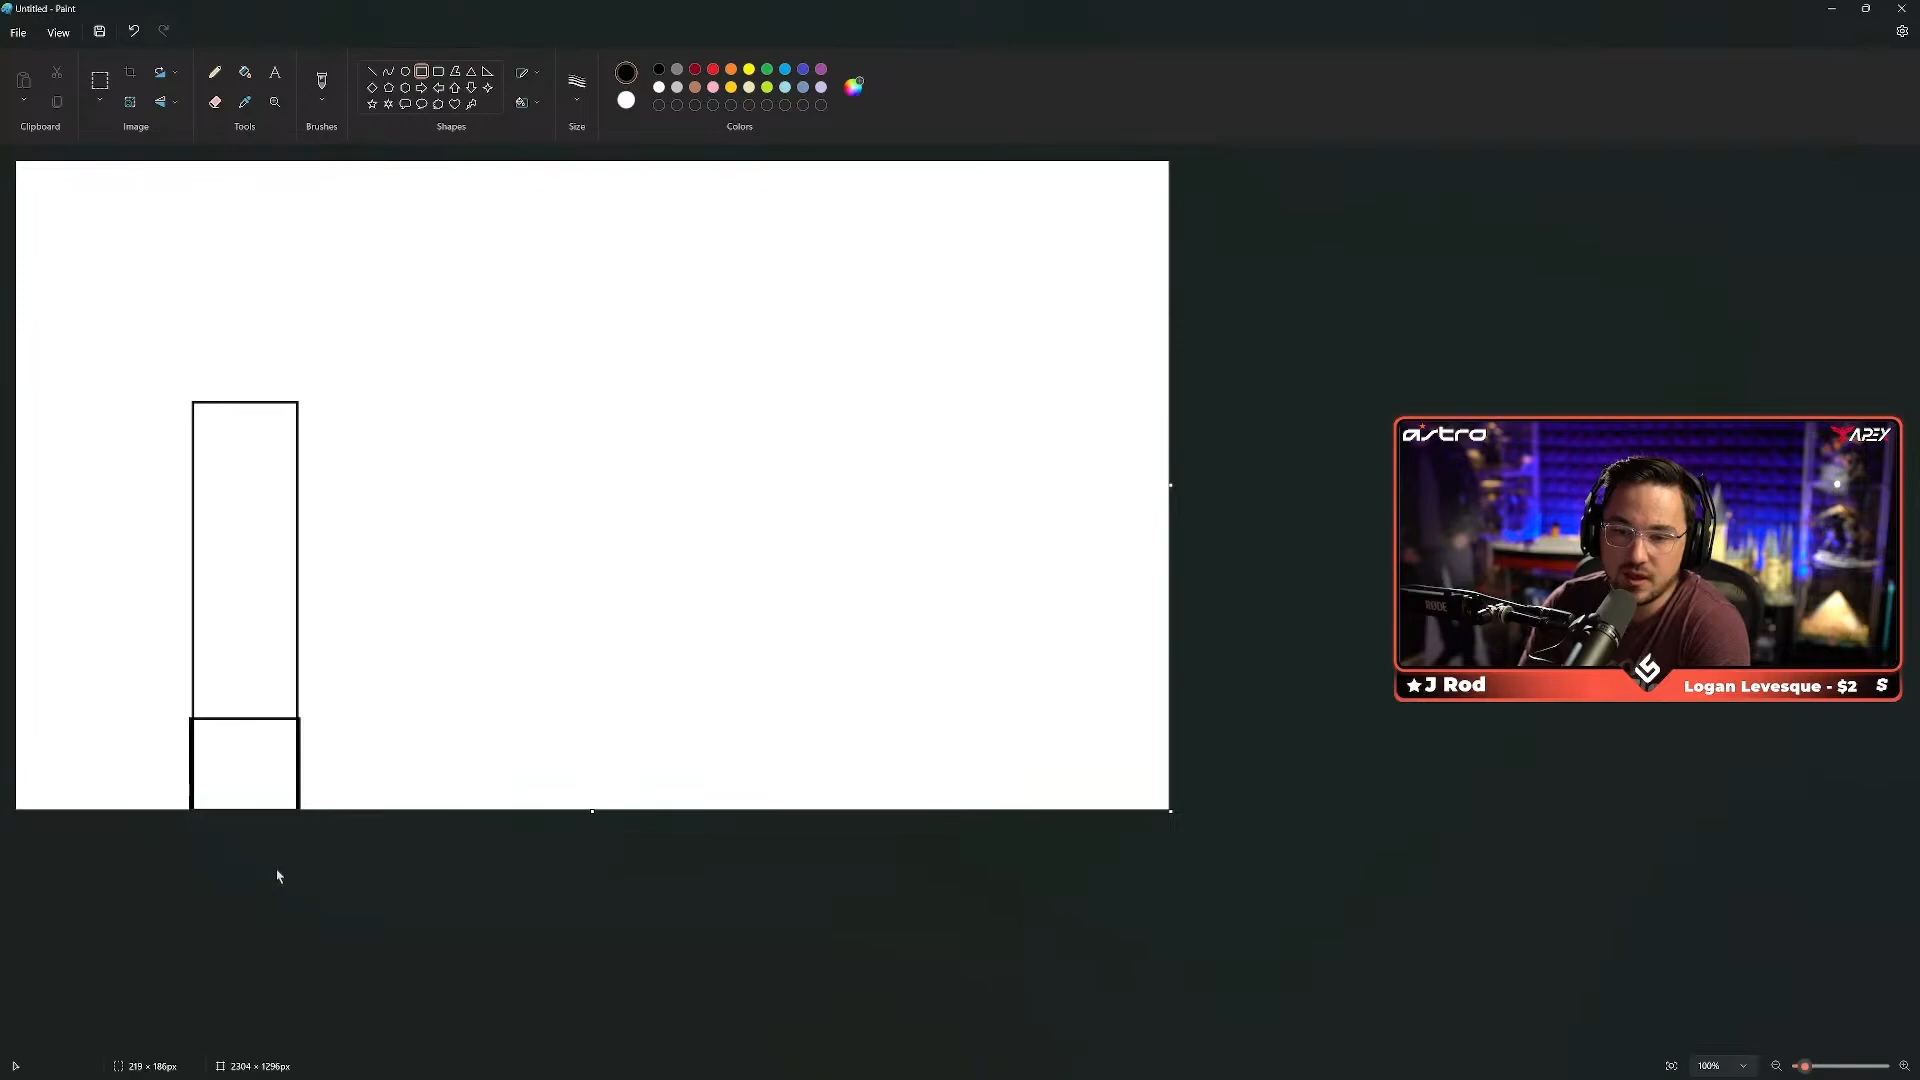 Untitled - Paint
File View
Clipboard Image Tools Brushes Shapes Size Colors
astro APEX
RØDE
J Rod Logan Levesque - $2 $
219 × 186px 2304 × 1296px 100%